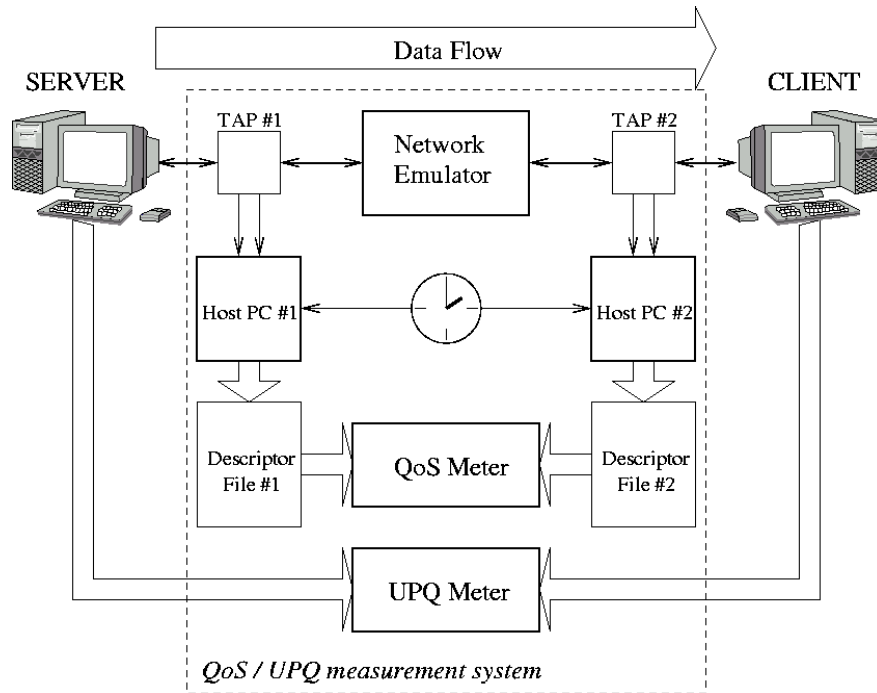 Data Flow
SERVER
CLIENT
TAP #1
TAP #2
Network
Emulator
Host PC #1
Host PC #2
Descriptor
File #1
QoS Meter
Descriptor
File #2
UPQ Meter
QoS / UPQ measurement system